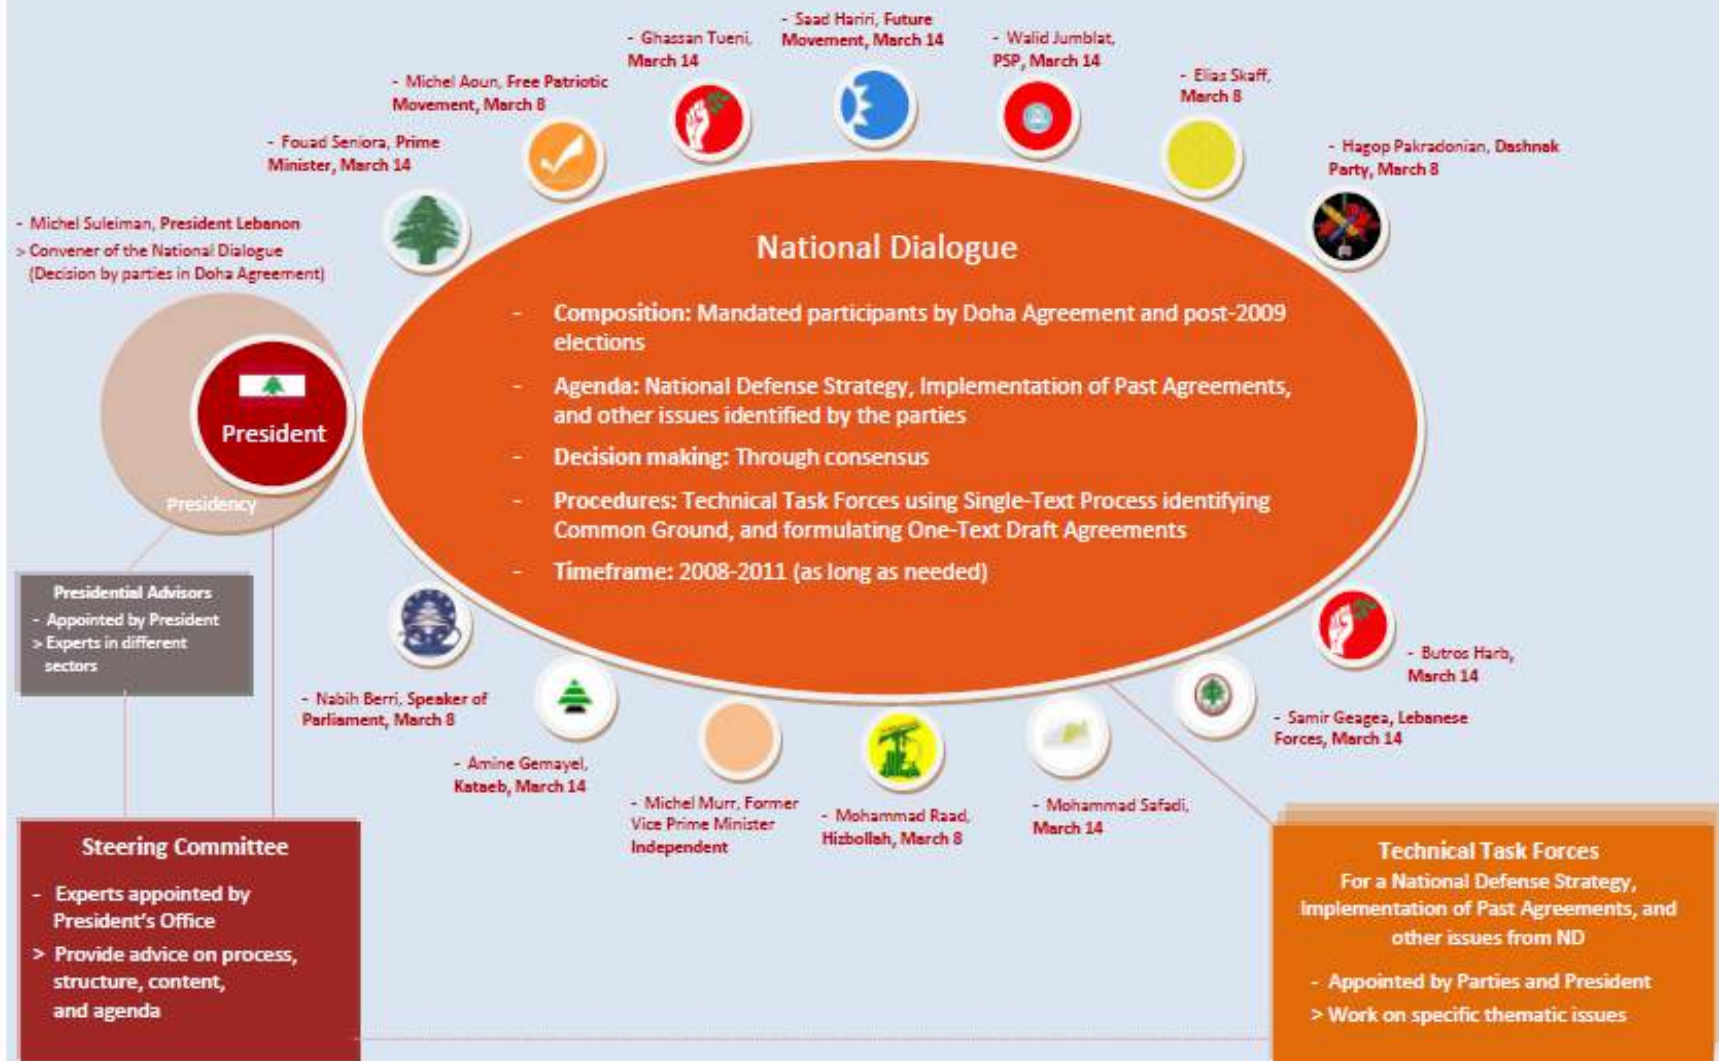 - Saad Hariri, Future
Movement, March 14
- Ghassan Tueni,
March 14
- Walid Jumblat,
PSP, March 14
- Michel Aoun, Free Patriotic
Movement, March 8
- Elias Skaff,
March 8
- Fouad Seniora, Prime
Minister, March 14
- Hagop Pakradonian, Dashnak
Party, March 8
- Michel Suleiman, President Lebanon
> Convener of the National Dialogue
(Decision by parties in Doha Agreement)
National Dialogue
- Composition: Mandated participants by Doha Agreement and post-2009
elections
- Agenda: National Defense Strategy, Implementation of Past Agreements,
and other issues identified by the parties
- Decision making: Through consensus
- Procedures: Technical Task Forces using Single-Text Process identifying
Common Ground, and formulating One-Text Draft Agreements
- Timeframe: 2008-2011 (as long as needed)
President
Presidency
Presidential Advisors
- Appointed by President
> Experts in different
sectors
- Nabih Berri, Speaker of
Parliament, March 8
- Amine Gemayel,
Kataeb, March 14
- Michel Murr, Former
Vice Prime Minister
Independent
- Mohammad Raad,
Hizbollah, March 8
- Mohammad Safadi,
March 14
- Samir Geagea, Lebanese
Forces, March 14
- Butros Harb,
March 14
Steering Committee
- Experts appointed by
President's Office
> Provide advice on process,
structure, content,
and agenda
Technical Task Forces
For a National Defense Strategy,
Implementation of Past Agreements, and
other issues from ND
- Appointed by Parties and President
> Work on specific thematic issues